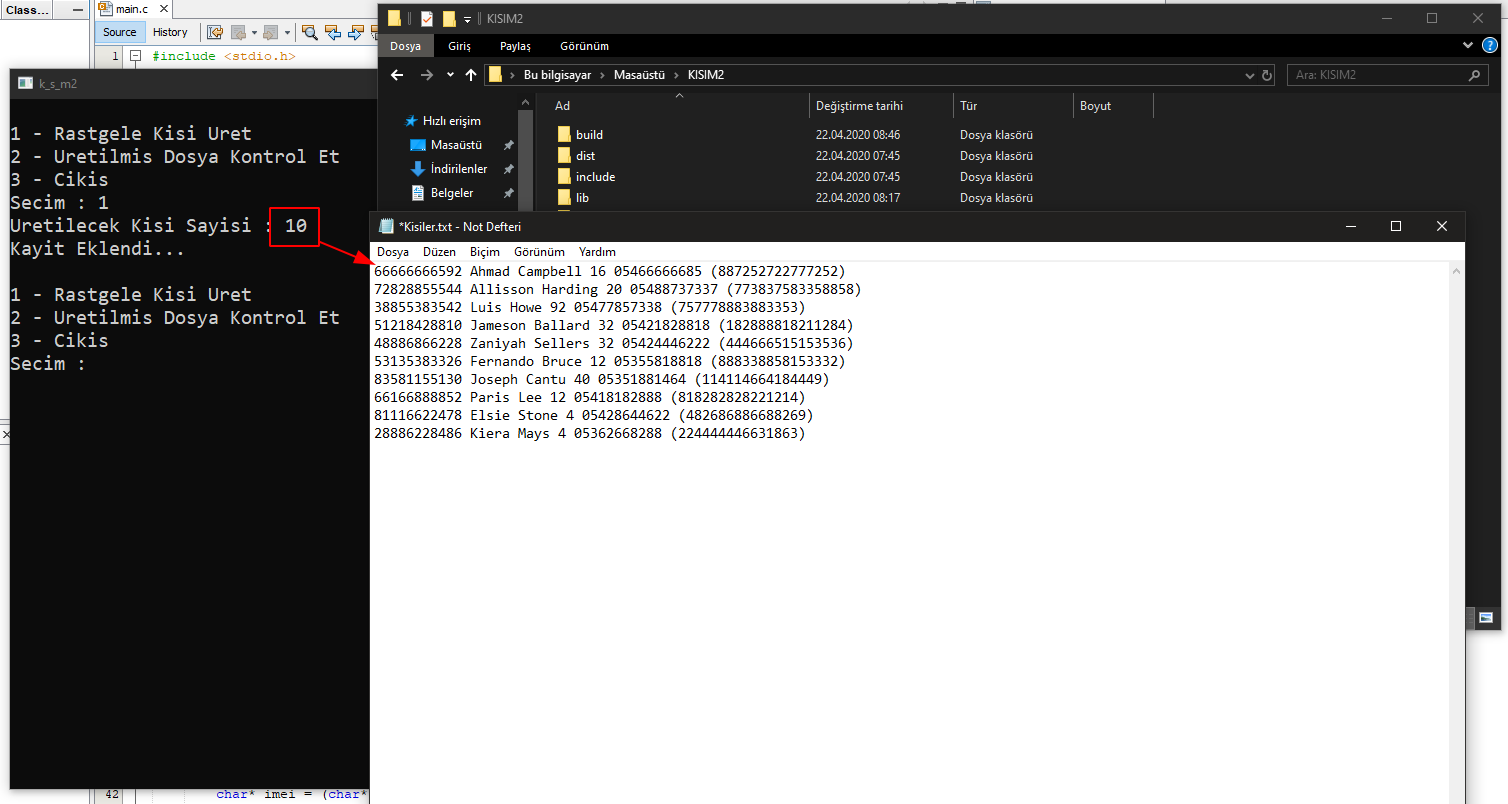 Class...
main.c
Source History
1 #include <stdio.h>
k_s_m2
1 - Rastgele Kisi Uret
2 - Uretilmis Dosya Kontrol Et
3 - Cikis
Secim : 1
Uretilecek Kisi Sayisi : 10
Kayit Eklendi...
1 - Rastgele Kisi Uret
2 - Uretilmis Dosya Kontrol Et
3 - Cikis
Secim :
KISIM2
Dosya Giriş Paylaş Görünüm
Bu bilgisayar Masaüstü KISIM2
Ara: KISIM2
Hızlı erişim
Masaüstü
İndirilenler
Belgeler
Ad Değiştirme tarihi Tür Boyut
build 22.04.2020 08:46 Dosya klasörü
dist 22.04.2020 07:45 Dosya klasörü
include 22.04.2020 07:45 Dosya klasörü
lib 22.04.2020 08:17 Dosya klasörü
*Kisiler.txt - Not Defteri
Dosya Düzen Biçim Görünüm Yardım
66666666592 Ahmad Campbell 16 05466666685 (887252722777252)
72828855544 Allisson Harding 20 05488737337 (773837583358858)
38855383542 Luis Howe 92 05477857338 (757778883883353)
51218428810 Jameson Ballard 32 05421828818 (182888818211284)
48886866228 Zaniyah Sellers 32 05424446222 (444666515153536)
53135383326 Fernando Bruce 12 05355818818 (888338858153332)
83581155130 Joseph Cantu 40 05351881464 (114114664184449)
66166888852 Paris Lee 12 05418182888 (818282828221214)
81116622478 Elsie Stone 4 05428644622 (482686886688269)
28886228486 Kiera Mays 4 05362668288 (224444446631863)
42 char* imei = (char*